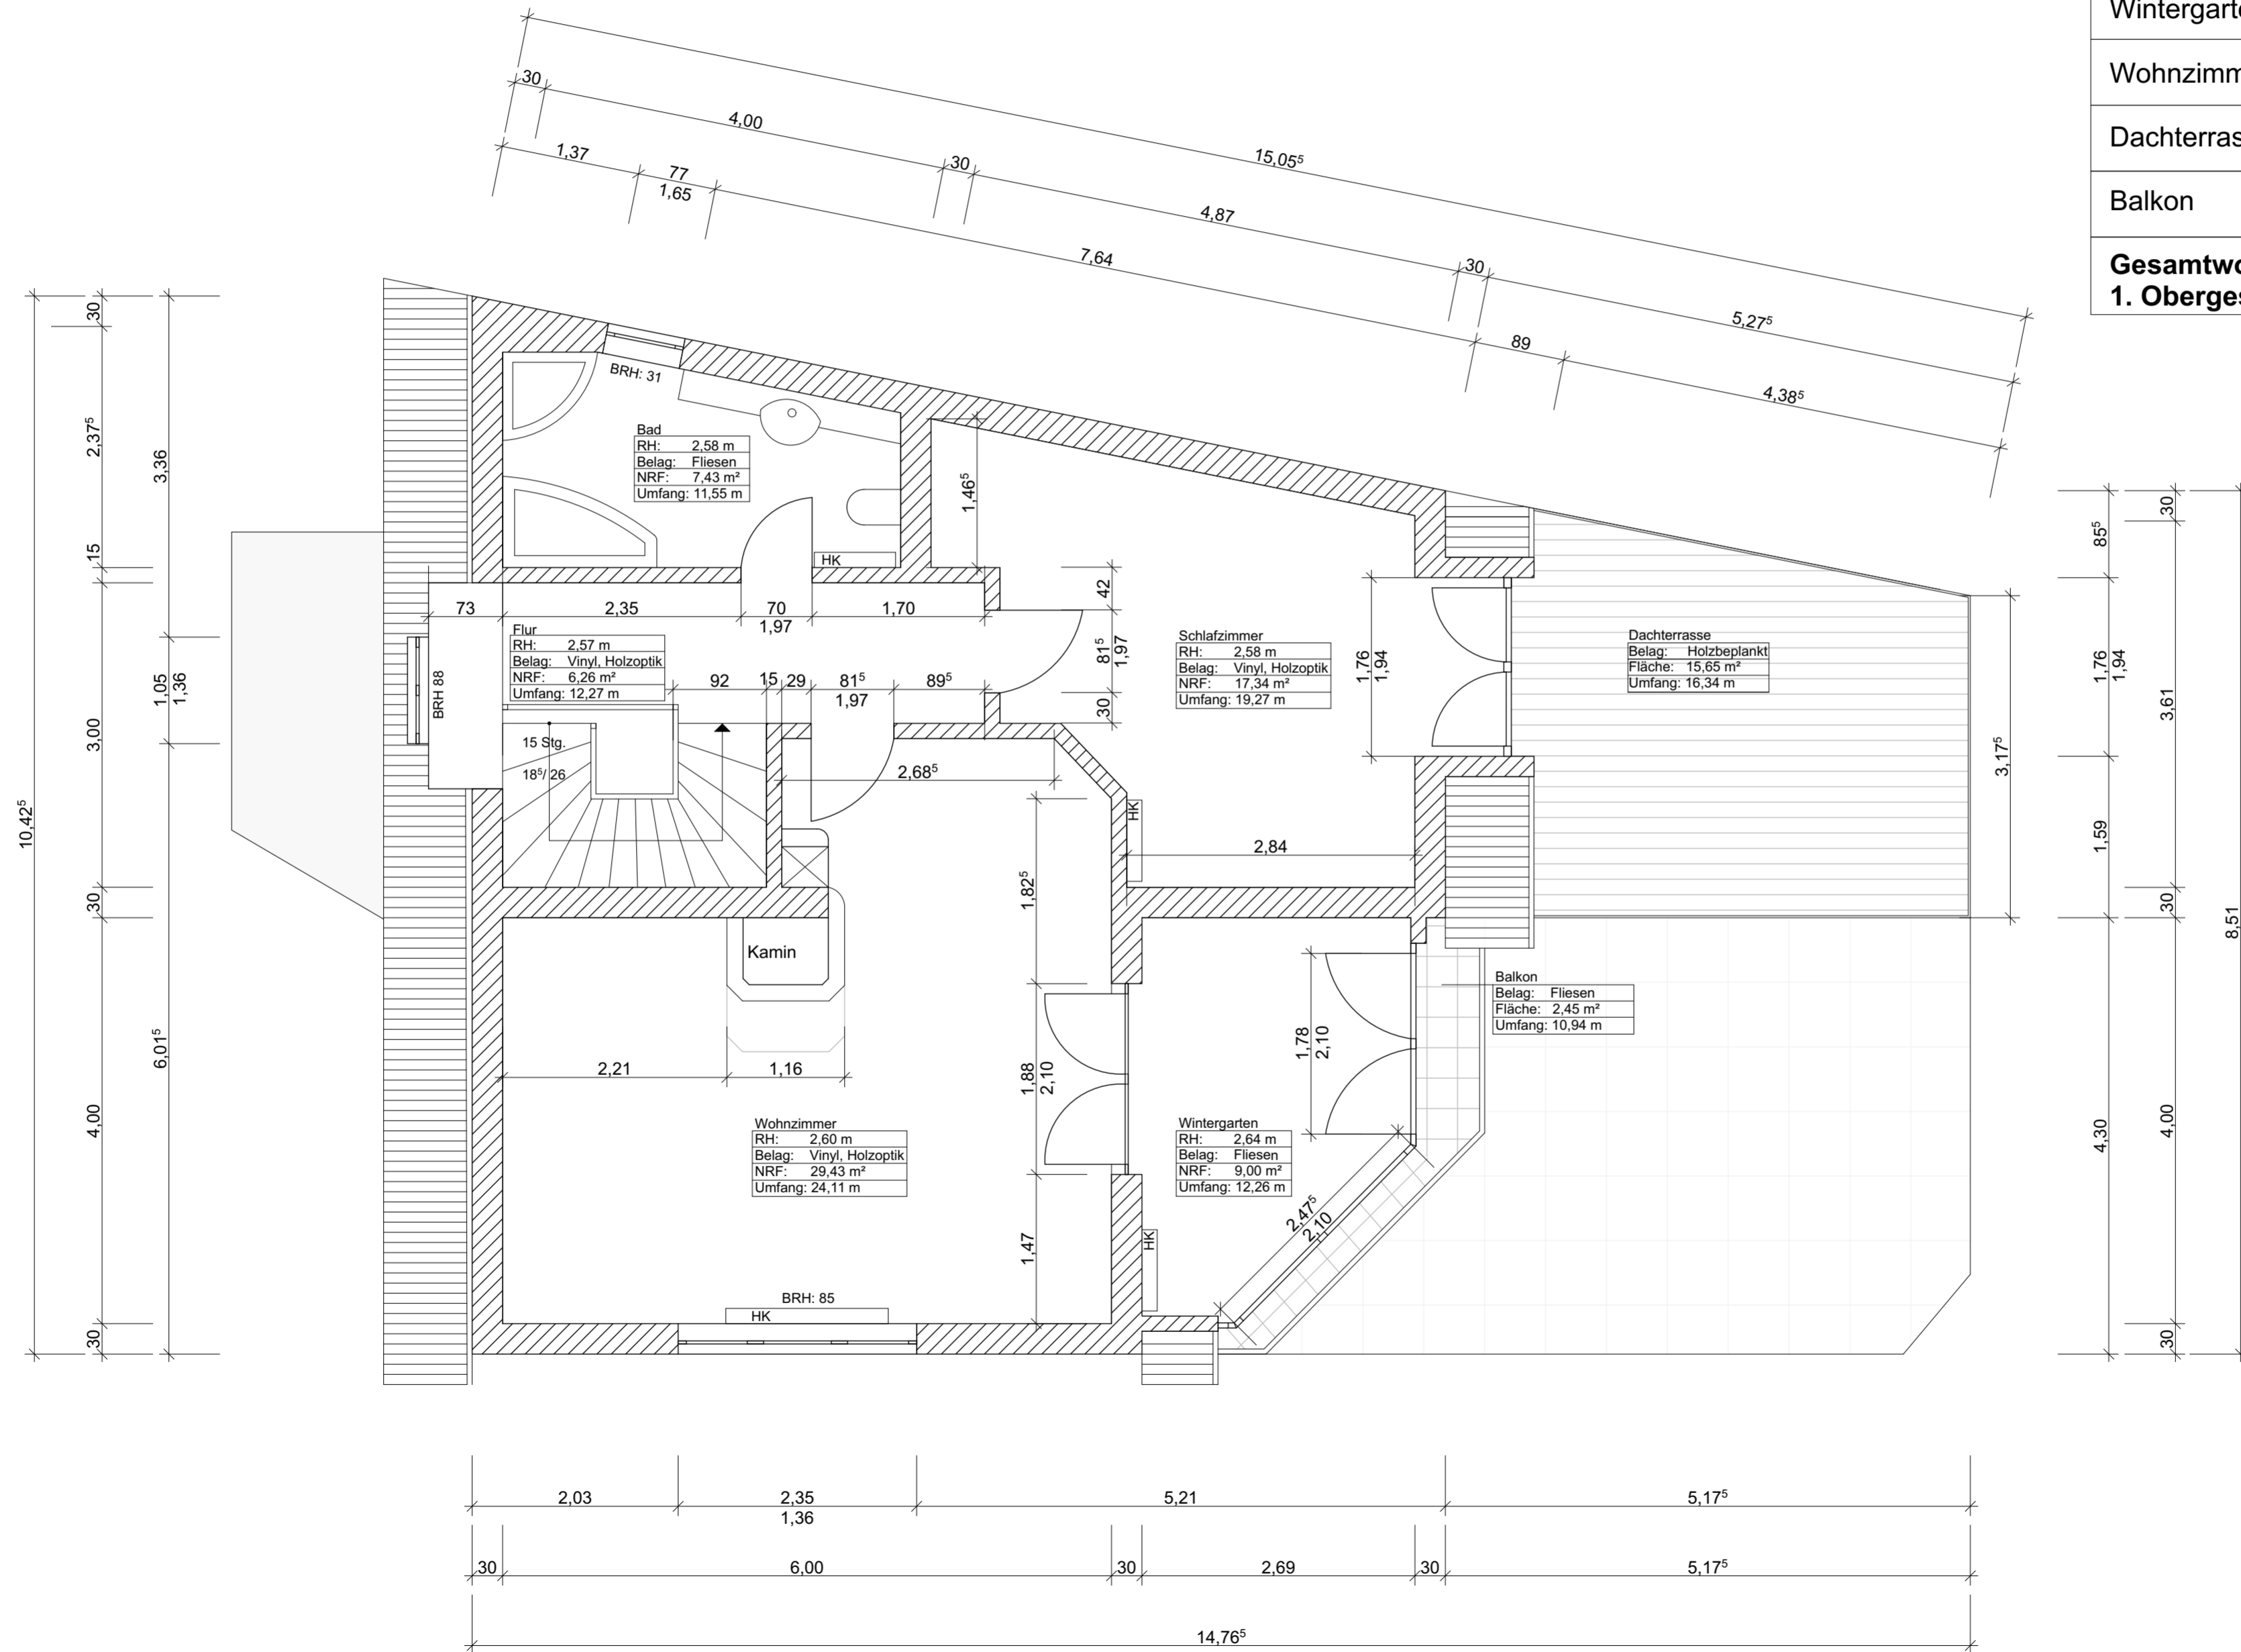 Wohnzimm
Dachterras
Balkon
Gesamtwo
1. Oberges
15,05⁵
30
4,00
30
4,87
30
5,27⁵
1,37
77
1,65
7,64
89
4,38⁵
10,42⁵
30
2,37⁵
15
3,00
30
4,00
30
3,36
1,05
1,36
6,01⁵
BRH: 31
Bad
RH: 2,58 m
Belag: Fliesen
NRF: 7,43 m²
Umfang: 11,55 m
HK
1,46⁵
73
2,35
70
1,97
1,70
42
81⁵
1,97
30
Flur
RH: 2,57 m
Belag: Vinyl, Holzoptik
NRF: 6,26 m²
Umfang: 12,27 m
BRH 88
92
15
29
81⁵
1,97
89⁵
15 Stg.
18⁵/ 26
2,68⁵
Schlafzimmer
RH: 2,58 m
Belag: Vinyl, Holzoptik
NRF: 17,34 m²
Umfang: 19,27 m
1,76
1,94
HK
2,84
Dachterrasse
Belag: Holzbeplankt
Fläche: 15,65 m²
Umfang: 16,34 m
3,17⁵
85⁵
1,76
1,94
1,59
4,30
30
3,61
30
4,00
30
8,51
Kamin
1,82⁵
1,88
2,10
1,47
2,21
1,16
Wohnzimmer
RH: 2,60 m
Belag: Vinyl, Holzoptik
NRF: 29,43 m²
Umfang: 24,11 m
BRH: 85
HK
1,78
2,10
Wintergarten
RH: 2,64 m
Belag: Fliesen
NRF: 9,00 m²
Umfang: 12,26 m
HK
2,47⁵
2,10
Balkon
Belag: Fliesen
Fläche: 2,45 m²
Umfang: 10,94 m
2,03
2,35
1,36
5,21
5,17⁵
30
6,00
30
2,69
30
5,17⁵
14,76⁵